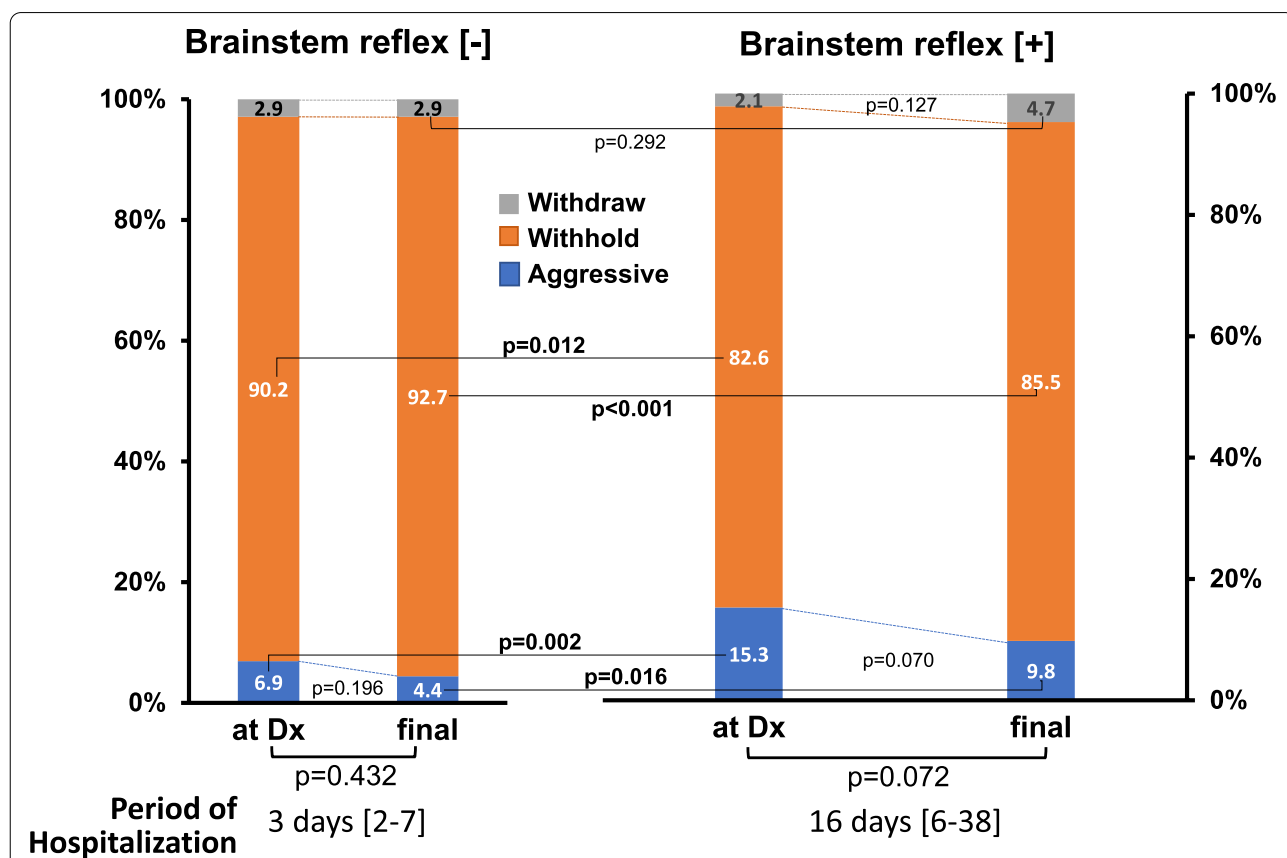 Brainstem reflex [-]
Brainstem reflex [+]
100%
80%
60%
40%
20%
0%
2.9
2.9
90.2
92.7
6.9
4.4
p=0.196
2.1
4.7
p=0.127
p=0.292
Withdraw
Withhold
Aggressive
p=0.012
82.6
85.5
p<0.001
p=0.002
15.3
p=0.070
9.8
p=0.016
100%
80%
60%
40%
20%
0%
at Dx
final
at Dx
final
p=0.432
p=0.072
Period of
Hospitalization
3 days [2-7]
16 days [6-38]